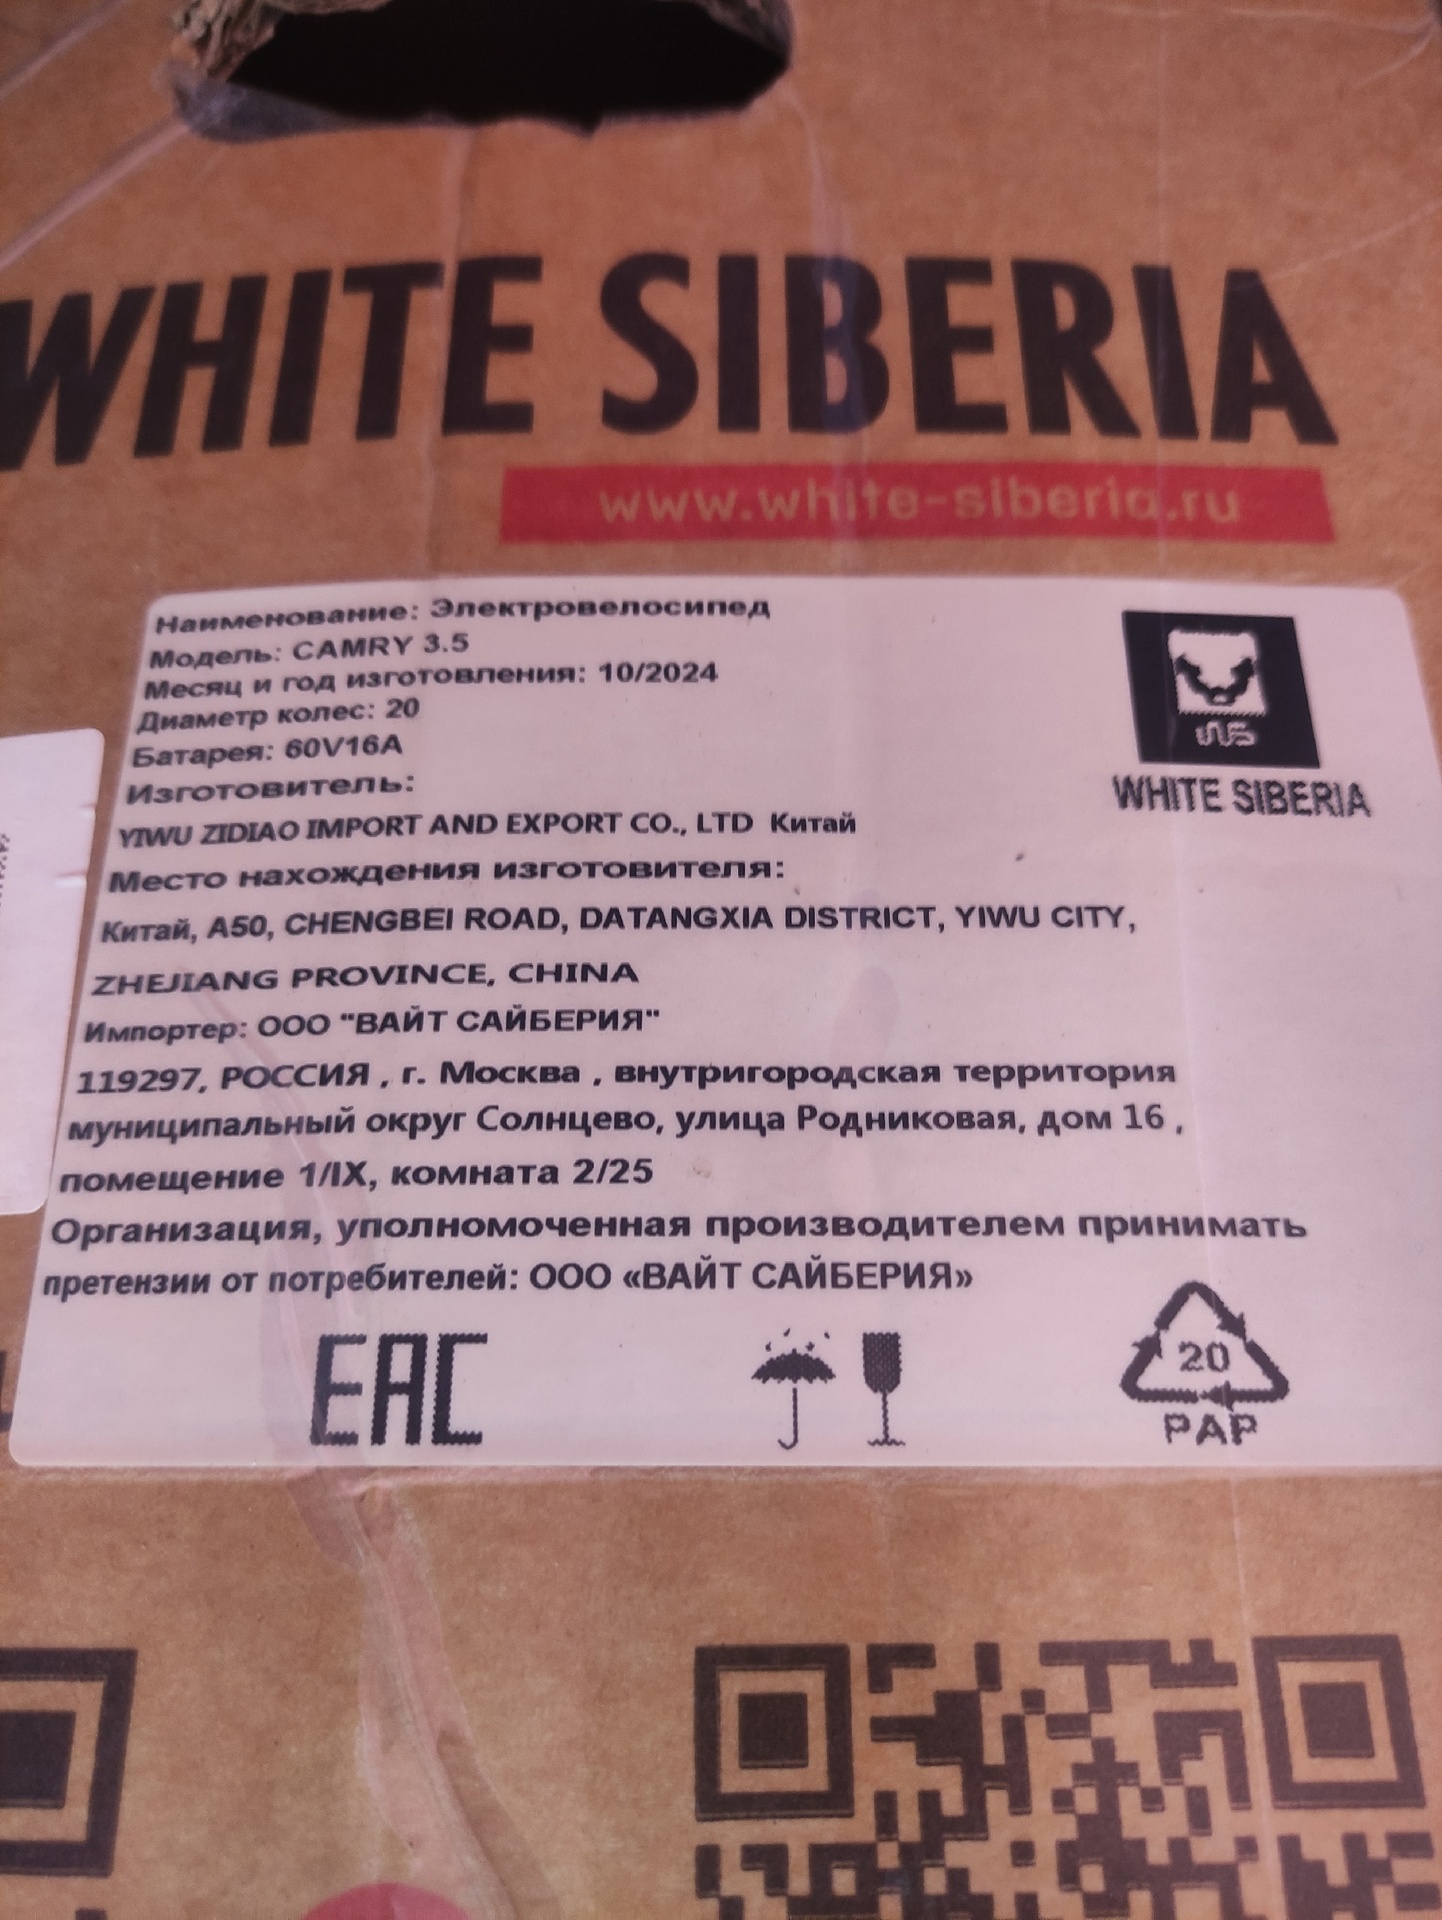 WHITE SIBERIA
www.white-siberia.ru
Наименование: Электровелосипед
Модель: CAMRY 3.5
Месяц и год изготовления: 10/2024
Диаметр колес: 20
Батарея: 60V16A
Изготовитель:
YIWU ZIDIAO IMPORT AND EXPORT CO., LTD Китай
Место нахождения изготовителя:
Китай, A50, CHENGBEI ROAD, DATANGXIA DISTRICT, YIWU CITY,
ZHEJIANG PROVINCE, CHINA
Импортер: ООО "ВАЙТ САЙБЕРИЯ"
119297, РОССИЯ , г. Москва , внутригородская территория
муниципальный округ Солнцево, улица Родниковая, дом 16 ,
помещение 1/IX, комната 2/25
Организация, уполномоченная производителем принимать
претензии от потребителей: ООО «ВАЙТ САЙБЕРИЯ»
WS
WHITE SIBERIA
EAC
20
PAP